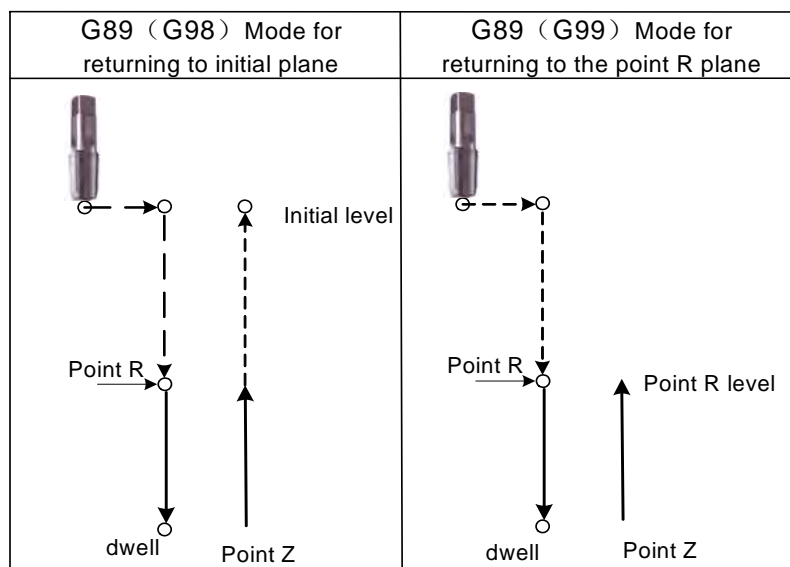 G89（G98）Mode for
returning to initial plane
G89（G99）Mode for
returning to the point R plane
Initial level
Point R
dwell
Point Z
Point R
Point R level
dwell
Point Z